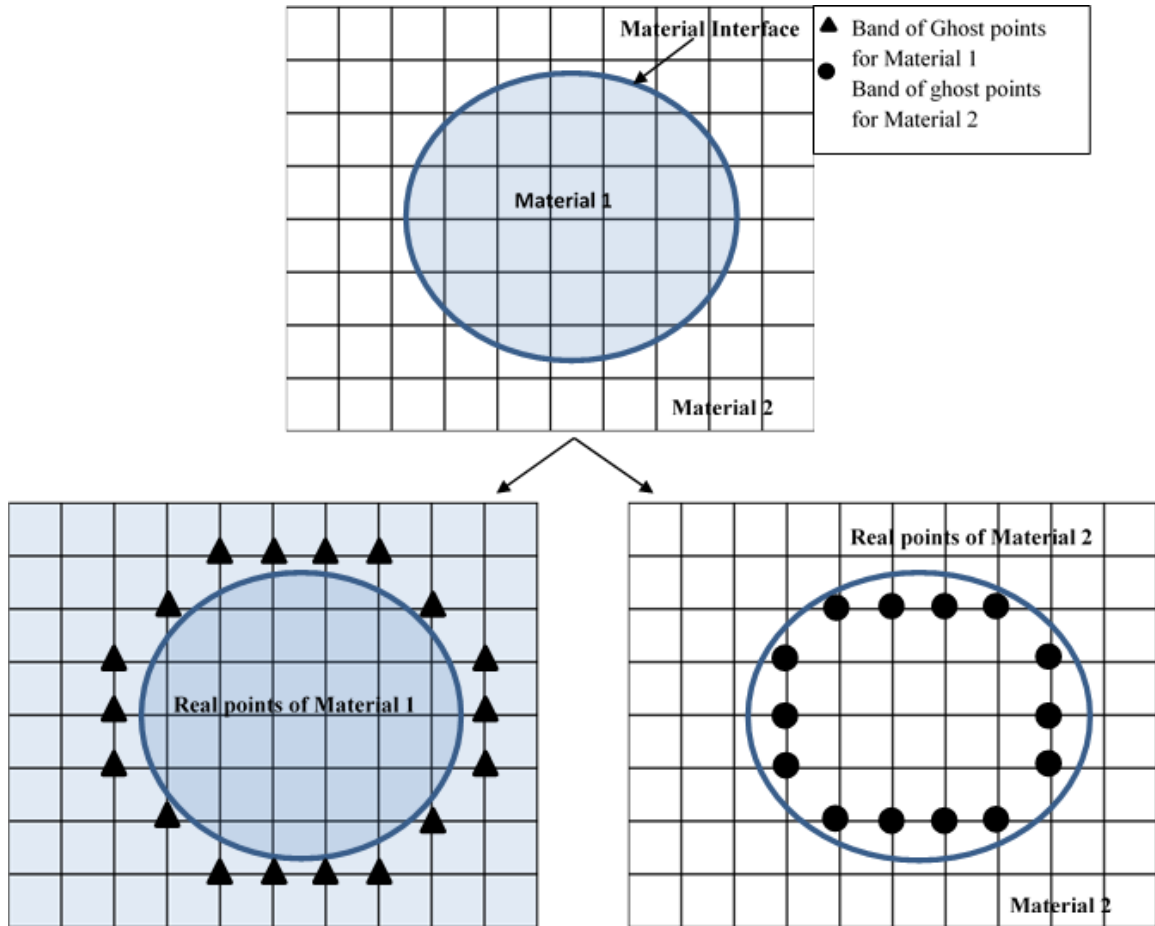 Material Interface
Band of Ghost points
for Material 1
Band of ghost points
for Material 2
Material 1
Material 2
Real points of Material 1
Real points of Material 2
Material 2